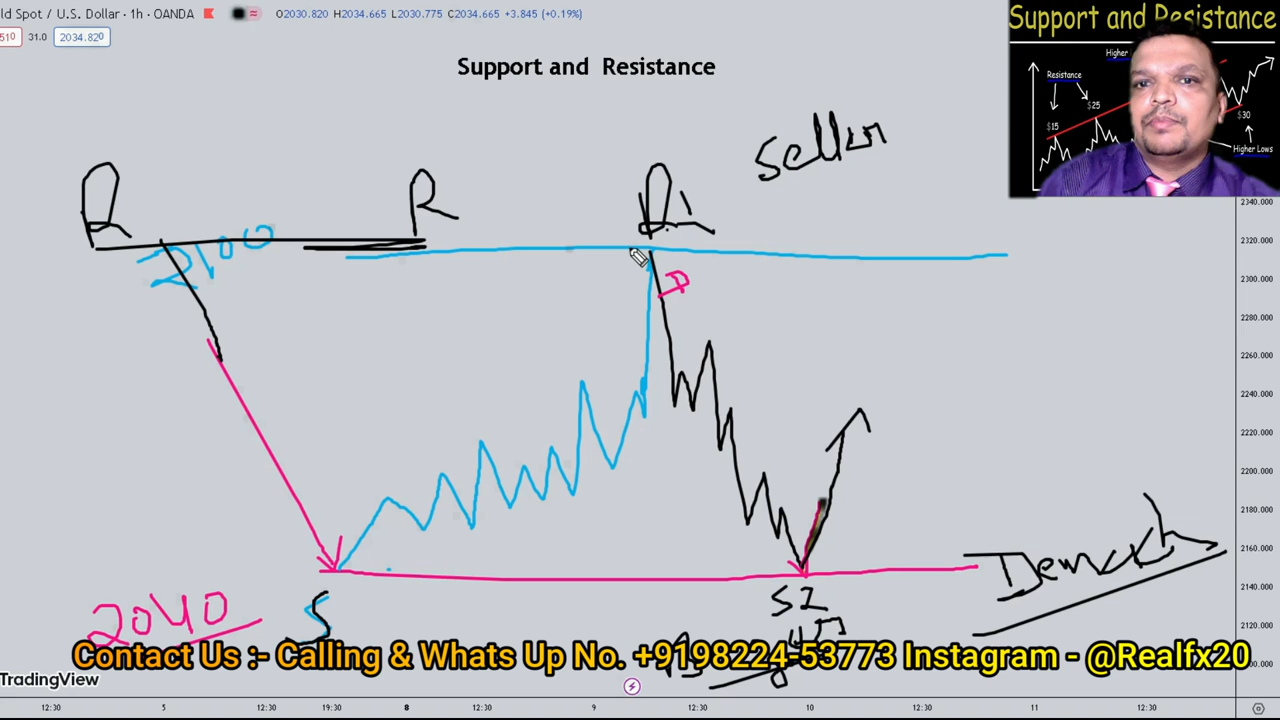 ld Spot / U.S. Dollar · 1h · OANDA O2030.820 H2034.665 L2030.775 C2034.665 +3.845 (+0.19%)
510 31.0 2034.820
Support and Resistance
Support and Resistance
Higher
Resistance
$25
$15
$30
Higher Lows
seller
R R R1
2100
D
2340.000
2320.000
2300.000
2280.000
2260.000
2240.000
2220.000
2200.000
2180.000
2160.000
2140.000
2120.000
2040 S S2
Contact Us :- Calling & Whats Up No. +9198224-53773 Instagram - @Realfx20
TradingView
12:30 5 12:30 19:30 8 12:30 9 12:30 10 12:30 11 12:30